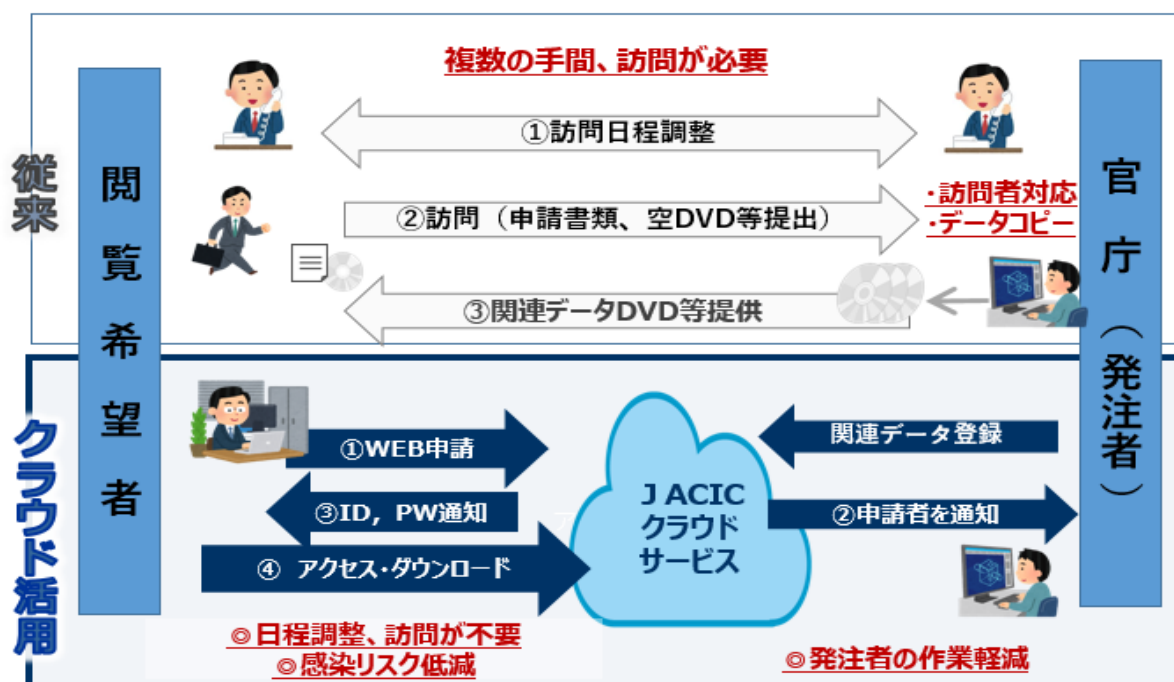 複数の手間、訪問が必要
従来
閲覧希望者
官庁（発注者）
①訪問日程調整
②訪問（申請書類、空DVD等提出）
・訪問者対応
・データコピー
③関連データDVD等提供
クラウド活用
①WEB申請
関連データ登録
JACIC
クラウド
サービス
③ID，PW通知
②申請者を通知
④ アクセス・ダウンロード
◎日程調整、訪問が不要
◎感染リスク低減
◎発注者の作業軽減